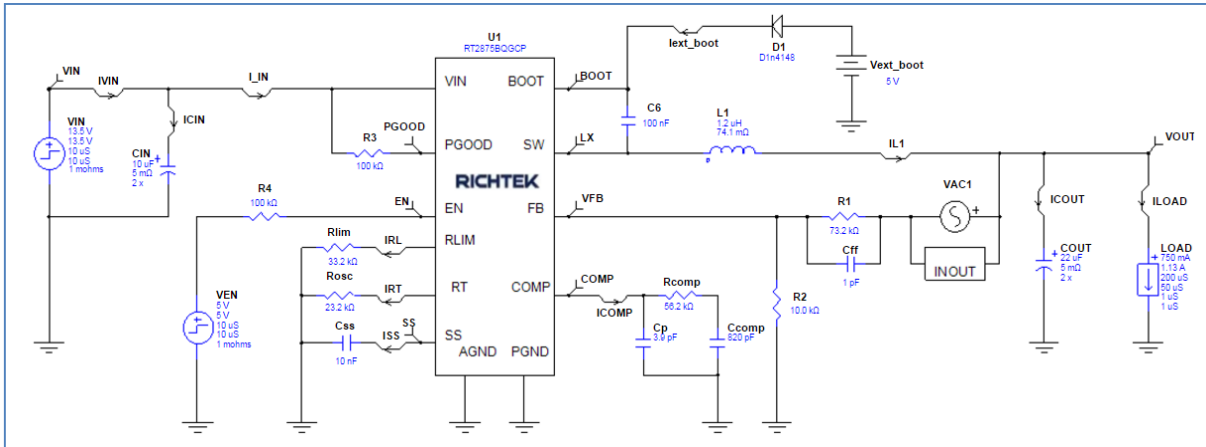 U1
RT2875BQGCP
Iext_boot
D1
D1n4148
Vext_boot
5 V
VIN
IVIN
I_IN
VIN
BOOT
BOOT
C6
100 nF
L1
1.2 uH
74.1 mΩ
VIN
13.5 V
13.5 V
10 uS
10 uS
1 mohms
ICIN
CIN
10 uF
5 mΩ
2 x
R3
100 kΩ
PGOOD
PGOOD
SW
LX
IL1
VOUT
RICHTEK
R4
100 kΩ
EN
EN
FB
VFB
R1
73.2 kΩ
Cff
1 pF
VAC1
INOUT
ICOUT
ILOAD
Rlim
33.2 kΩ
IRL
RLIM
Rosc
23.2 kΩ
IRT
RT
COMP
COMP
ICOMP
Rcomp
56.2 kΩ
R2
10.0 kΩ
COUT
22 uF
5 mΩ
2 x
LOAD
750 mA
1.13 A
200 uS
50 uS
1 uS
1 uS
VEN
5 V
5 V
10 uS
10 uS
1 mohms
Css
10 nF
ISS
SS
SS
AGND
PGND
Cp
3.9 pF
Ccomp
820 pF